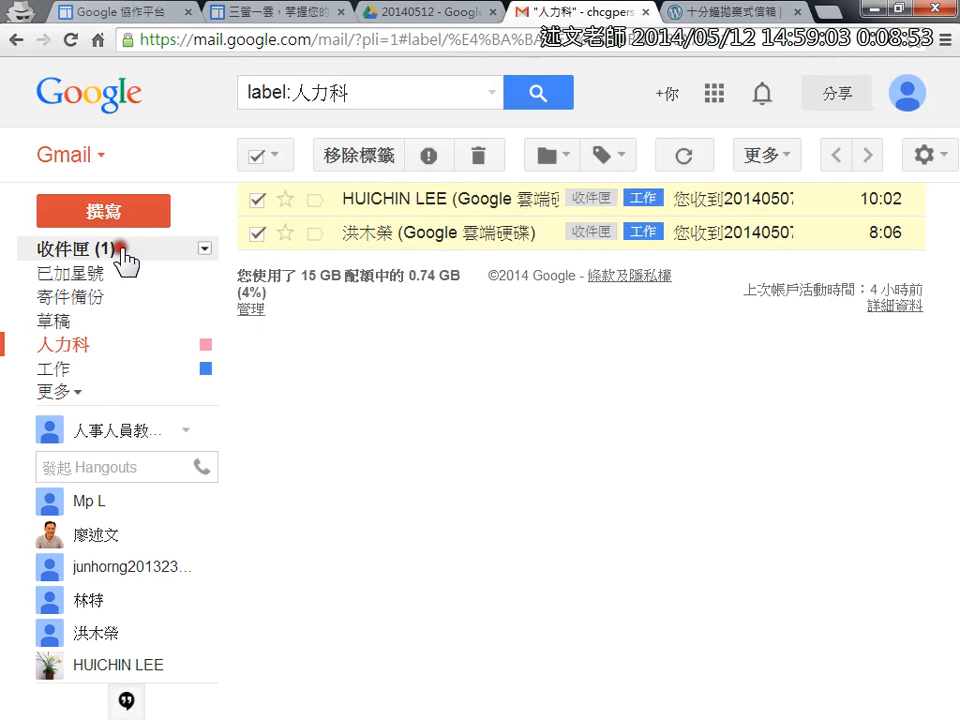 Google 協作平台
三螢一雲，掌握您的
20140512 - Google
"人力科" - chcgpers
十分鐘拋棄式信箱 |
https://mail.google.com/mail/?pli=1#label/%E4%BA%BA
述文老師 2014/05/12 14:59:03 0:08:53
Google
label:人力科
+你
分享
Gmail
移除標籤
更多
撰寫
HUICHIN LEE (Google 雲端硬 收件匣 工作 您收到20140507 10:02
洪木榮 (Google 雲端硬碟) 收件匣 工作 您收到20140507 8:06
收件匣 (1)
已加星號
寄件備份
草稿
人力科
工作
更多
您使用了 15 GB 配額中的 0.74 GB
(4%)
管理
©2014 Google - 條款及隱私權
上次帳戶活動時間：4 小時前
詳細資料
人事人員教...
發起 Hangouts
Mp L
廖述文
junhorng201323...
林特
洪木榮
HUICHIN LEE